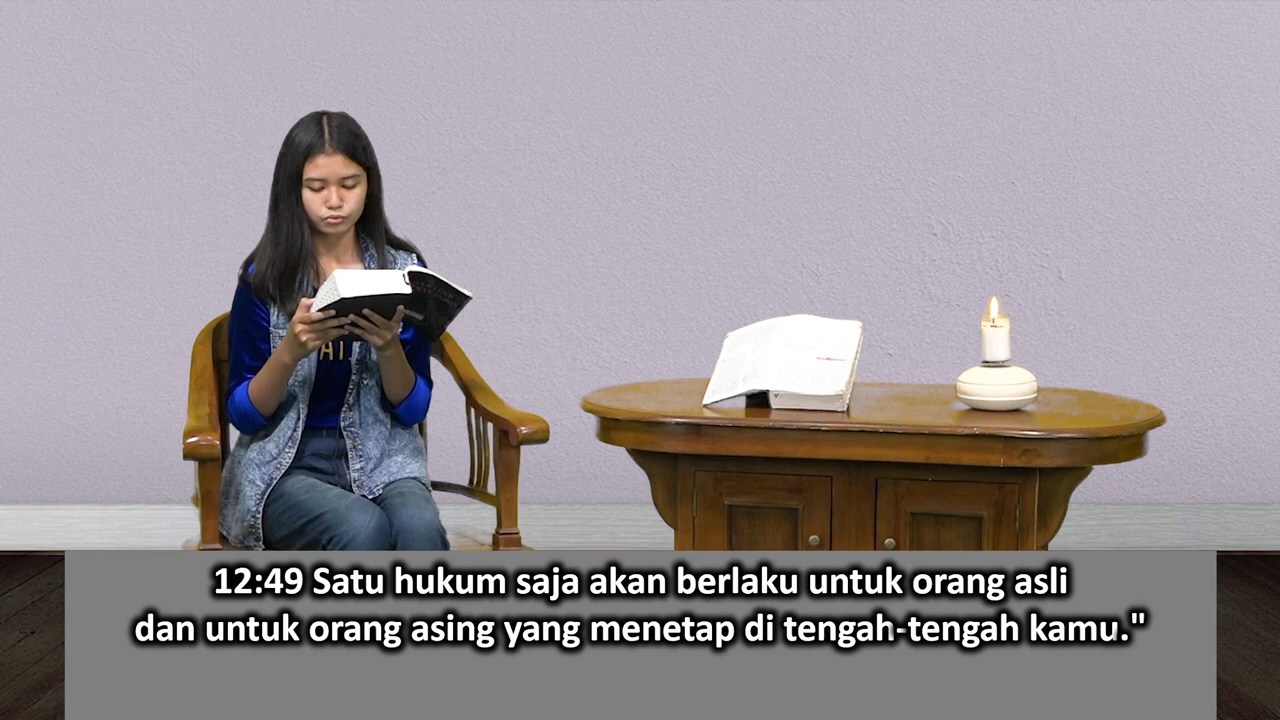 12:49 Satu hukum saja akan berlaku untuk orang asli
dan untuk orang asing yang menetap di tengah-tengah kamu."